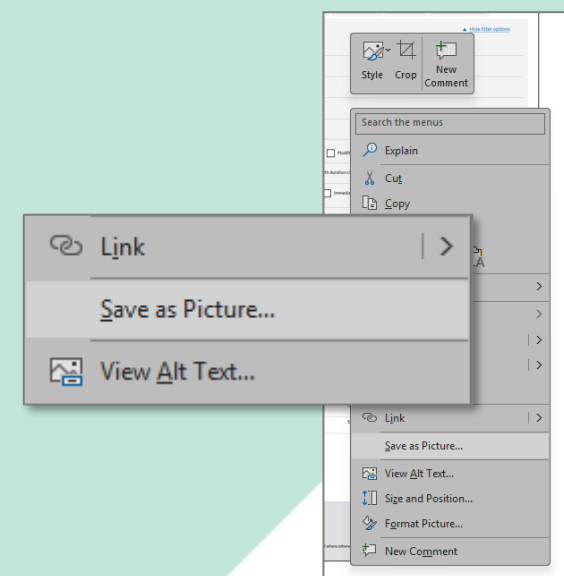 Hide filter options
Style
Crop
New
Comment
Search the menus
Explain
Cut
Copy
A
Link
Save as Picture...
View Alt Text...
Link
Save as Picture...
View Alt Text...
Size and Position...
Format Picture...
New Comment